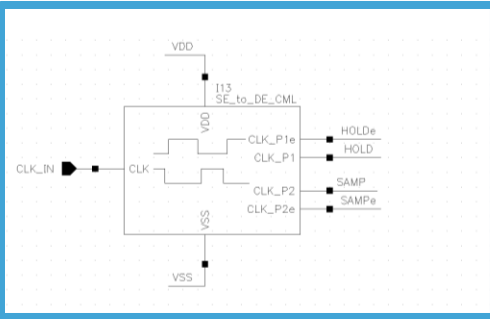 VDD
I13
SE_to_DE_CML
VDD
CLK_IN
CLK
CLK_P1e
HOLDe
CLK_P1
HOLD
CLK_P2
SAMP
CLK_P2e
SAMPe
VSS
VSS